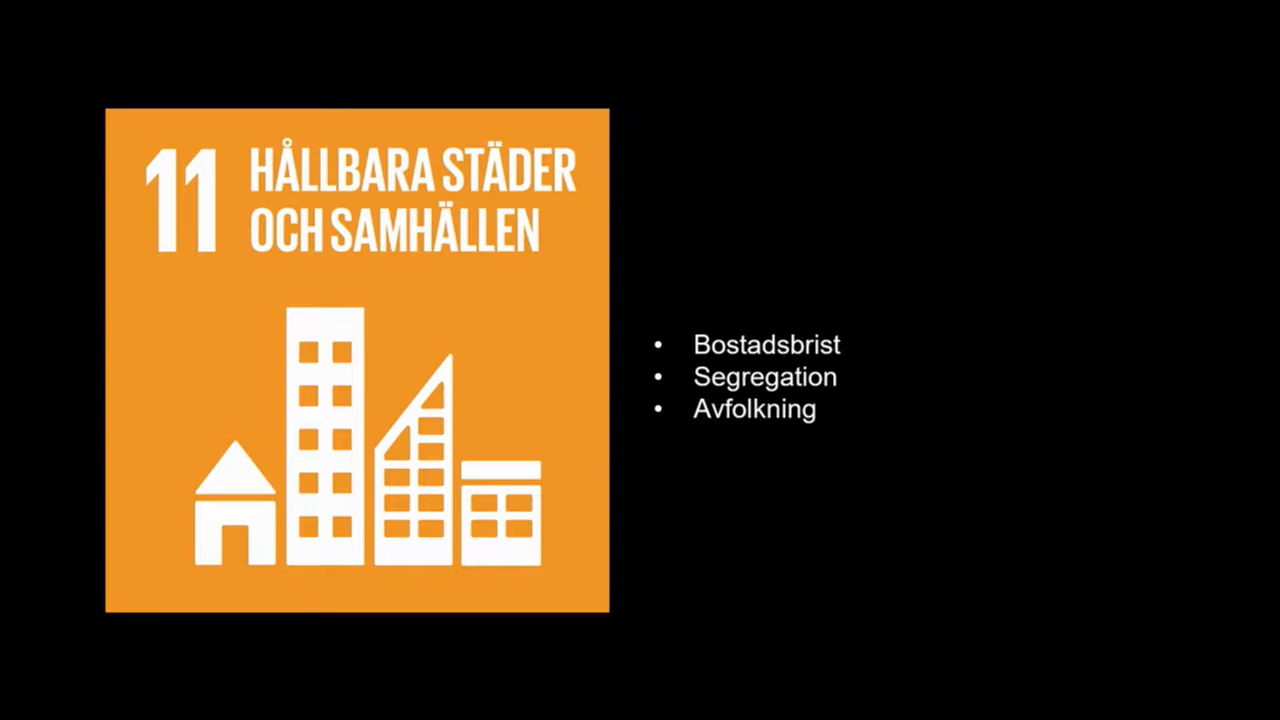 11
HÅLLBARA STÄDER
OCH SAMHÄLLEN
• Bostadsbrist
• Segregation
• Avfolkning